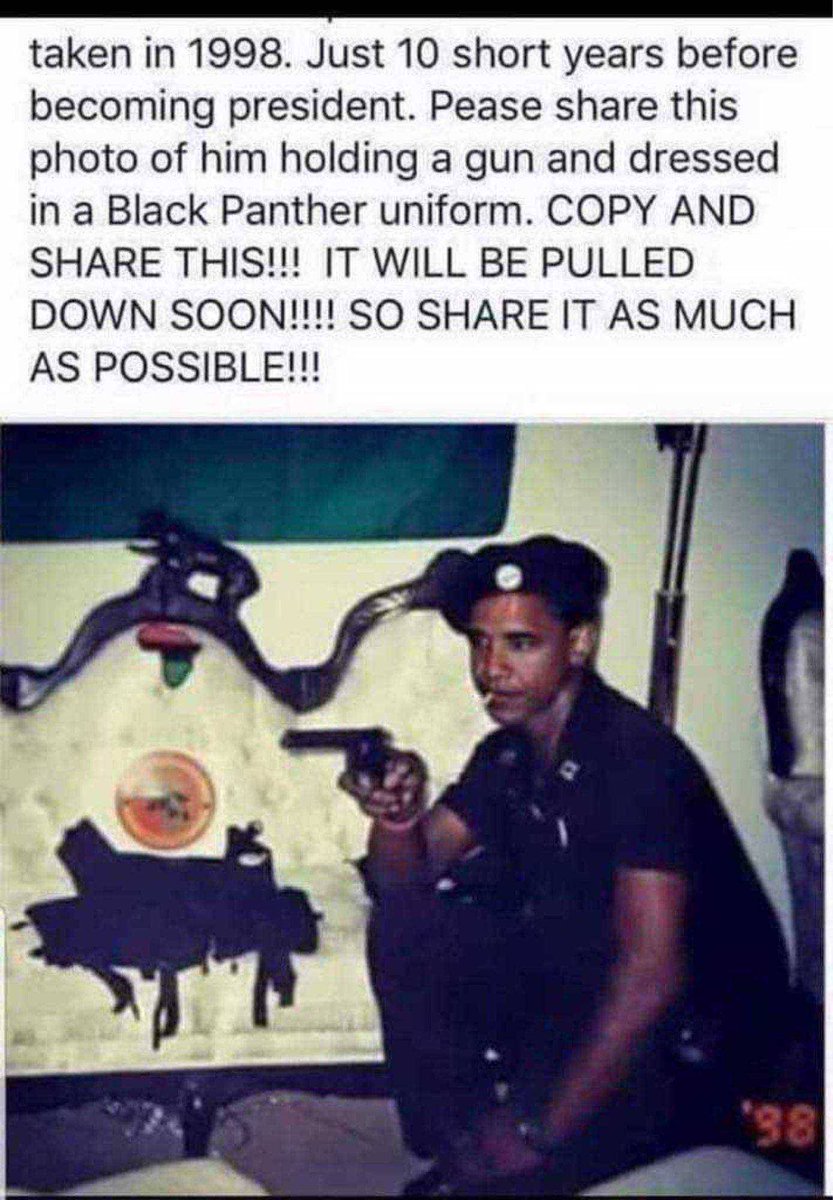 taken in 1998. Just 10 short years before
becoming president. Pease share this
photo of him holding a gun and dressed
in a Black Panther uniform. COPY AND
SHARE THIS!!! IT WILL BE PULLED
DOWN SOON!!!! SO SHARE IT AS MUCH
AS POSSIBLE!!!
'98